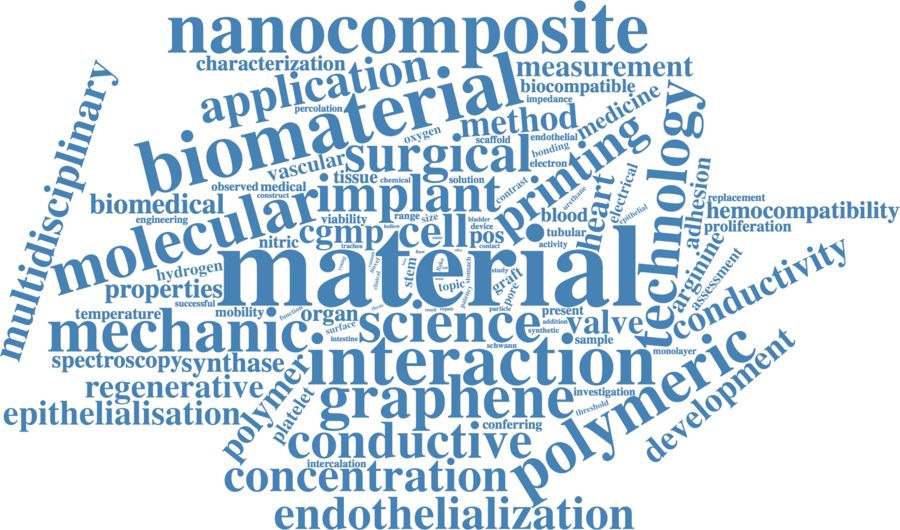 nanocomposite
characterization
application
measurement
biocompatible
impedance
percolation
biomaterial
multidisciplinary
method
medicine
oxygen
scaffold
endothelial
bonding
vascular
surgical
printing
technology
electron
tissue
chemical
solution
contrast
urethane
observed
medical
construct
implant
biomedical
engineering
molecular
heart
electrical
epithelial
adhesion
replacement
hemocompatibility
proliferation
viability
range
size
bladder
device
blood
tubular
activity
nitric
cgmp
hollow
cell
pos
contact
trachea
material
hydrogen
properties
successful
stem
topic
stomach
study
graft
pore
arginine
assessment
conductivity
temperature
mobility
function
organ
surface
intestine
particle
present
addition
synthetic
valve
sample
mechanic
science
schwann
monolayer
spectroscopy
synthase
interaction
polymer
regenerative
platelet
graphene
investigation
threshold
polymeric
development
epithelialisation
conferring
conductive
intercalation
concentration
endothelialization